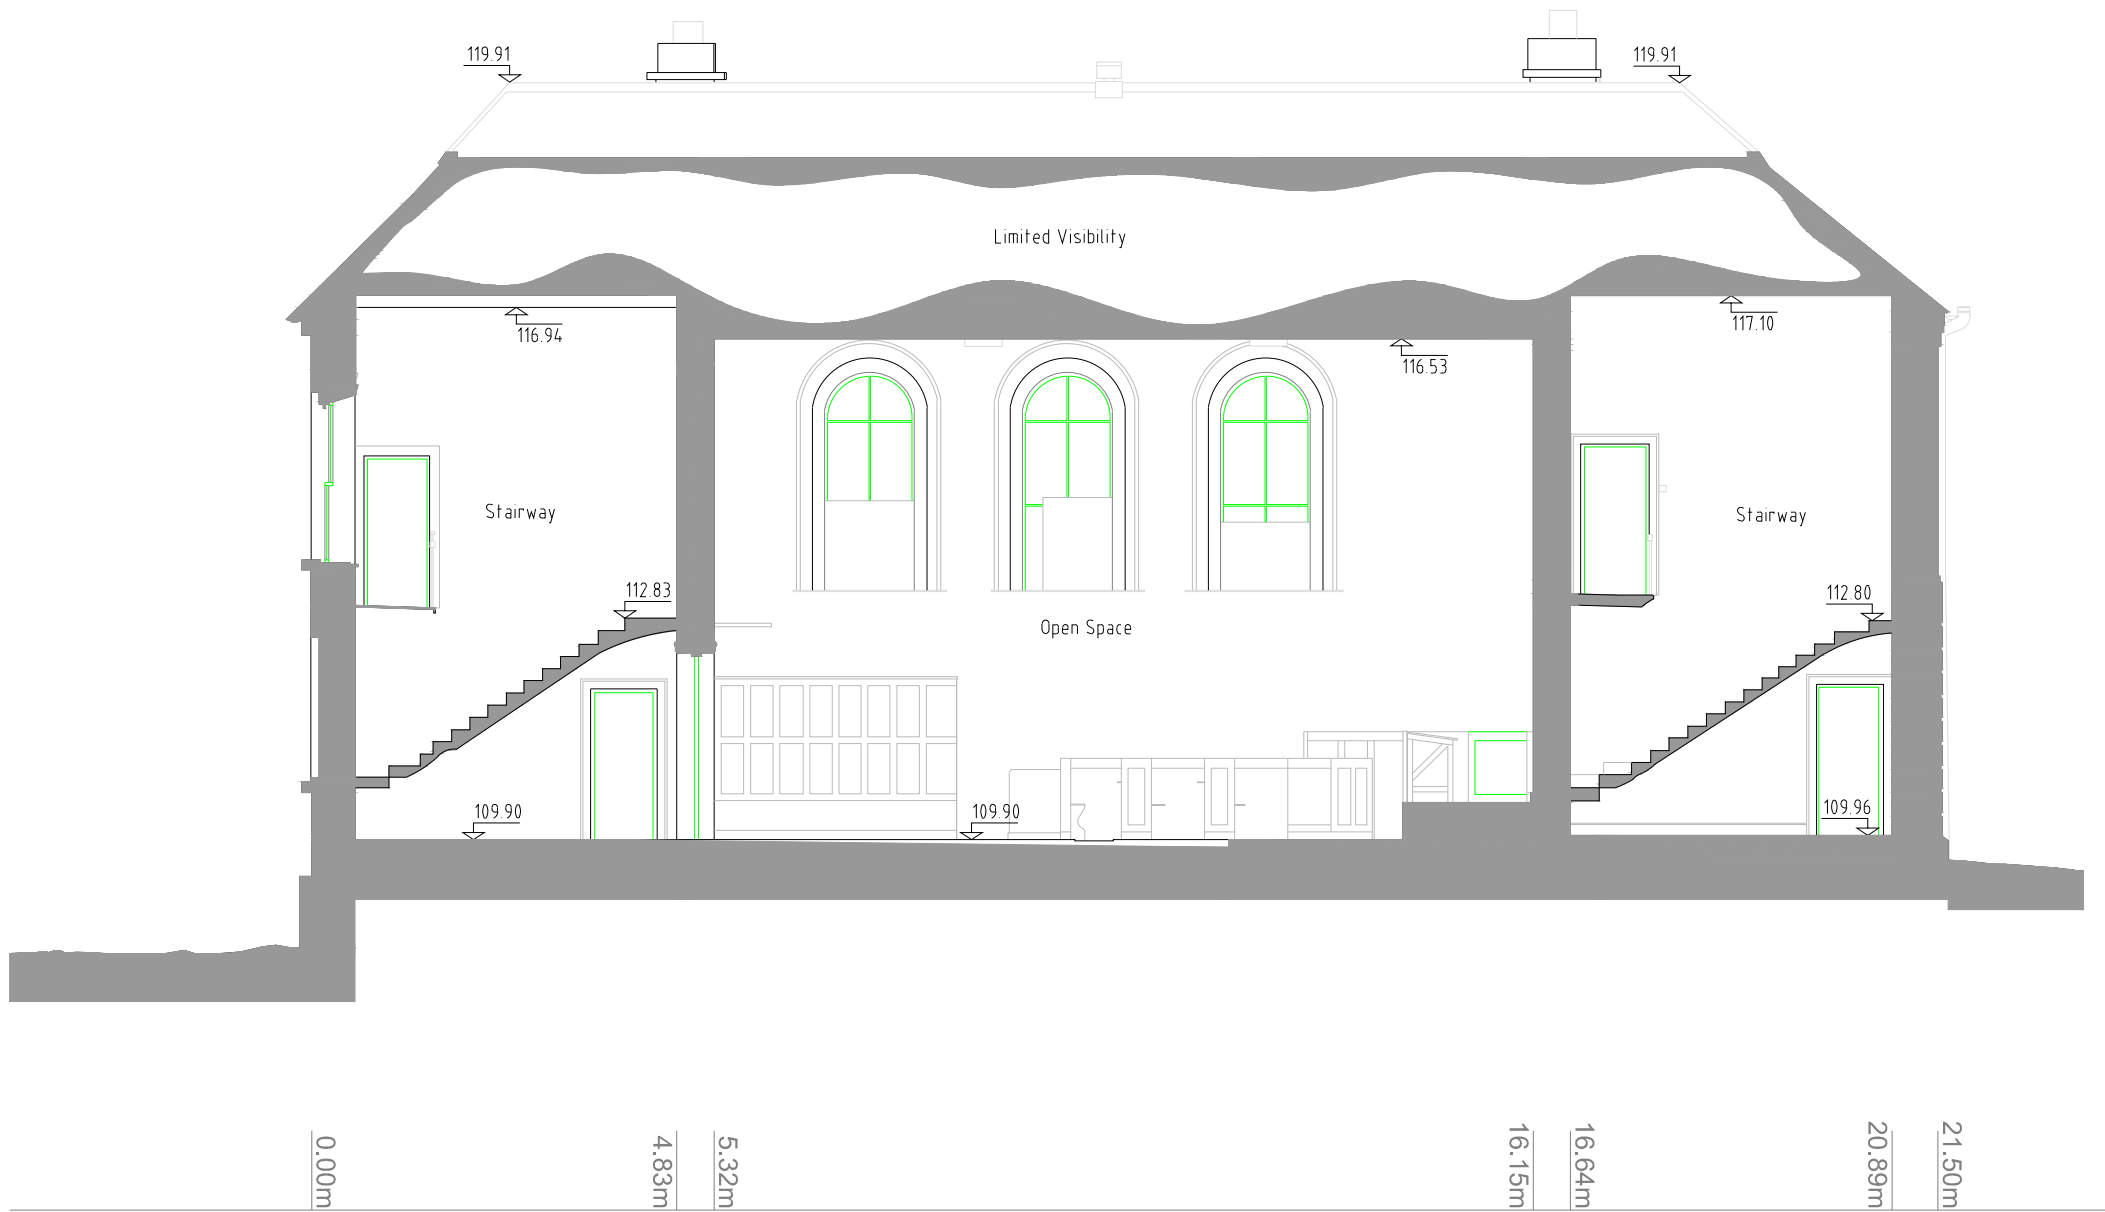 119.91
119.91
Limited Visibility
116.94
117.10
116.53
Stairway
Stairway
112.83
112.80
Open Space
109.90
109.90
109.96
0.00m
4.83m
5.32m
16.15m
16.64m
20.89m
21.50m